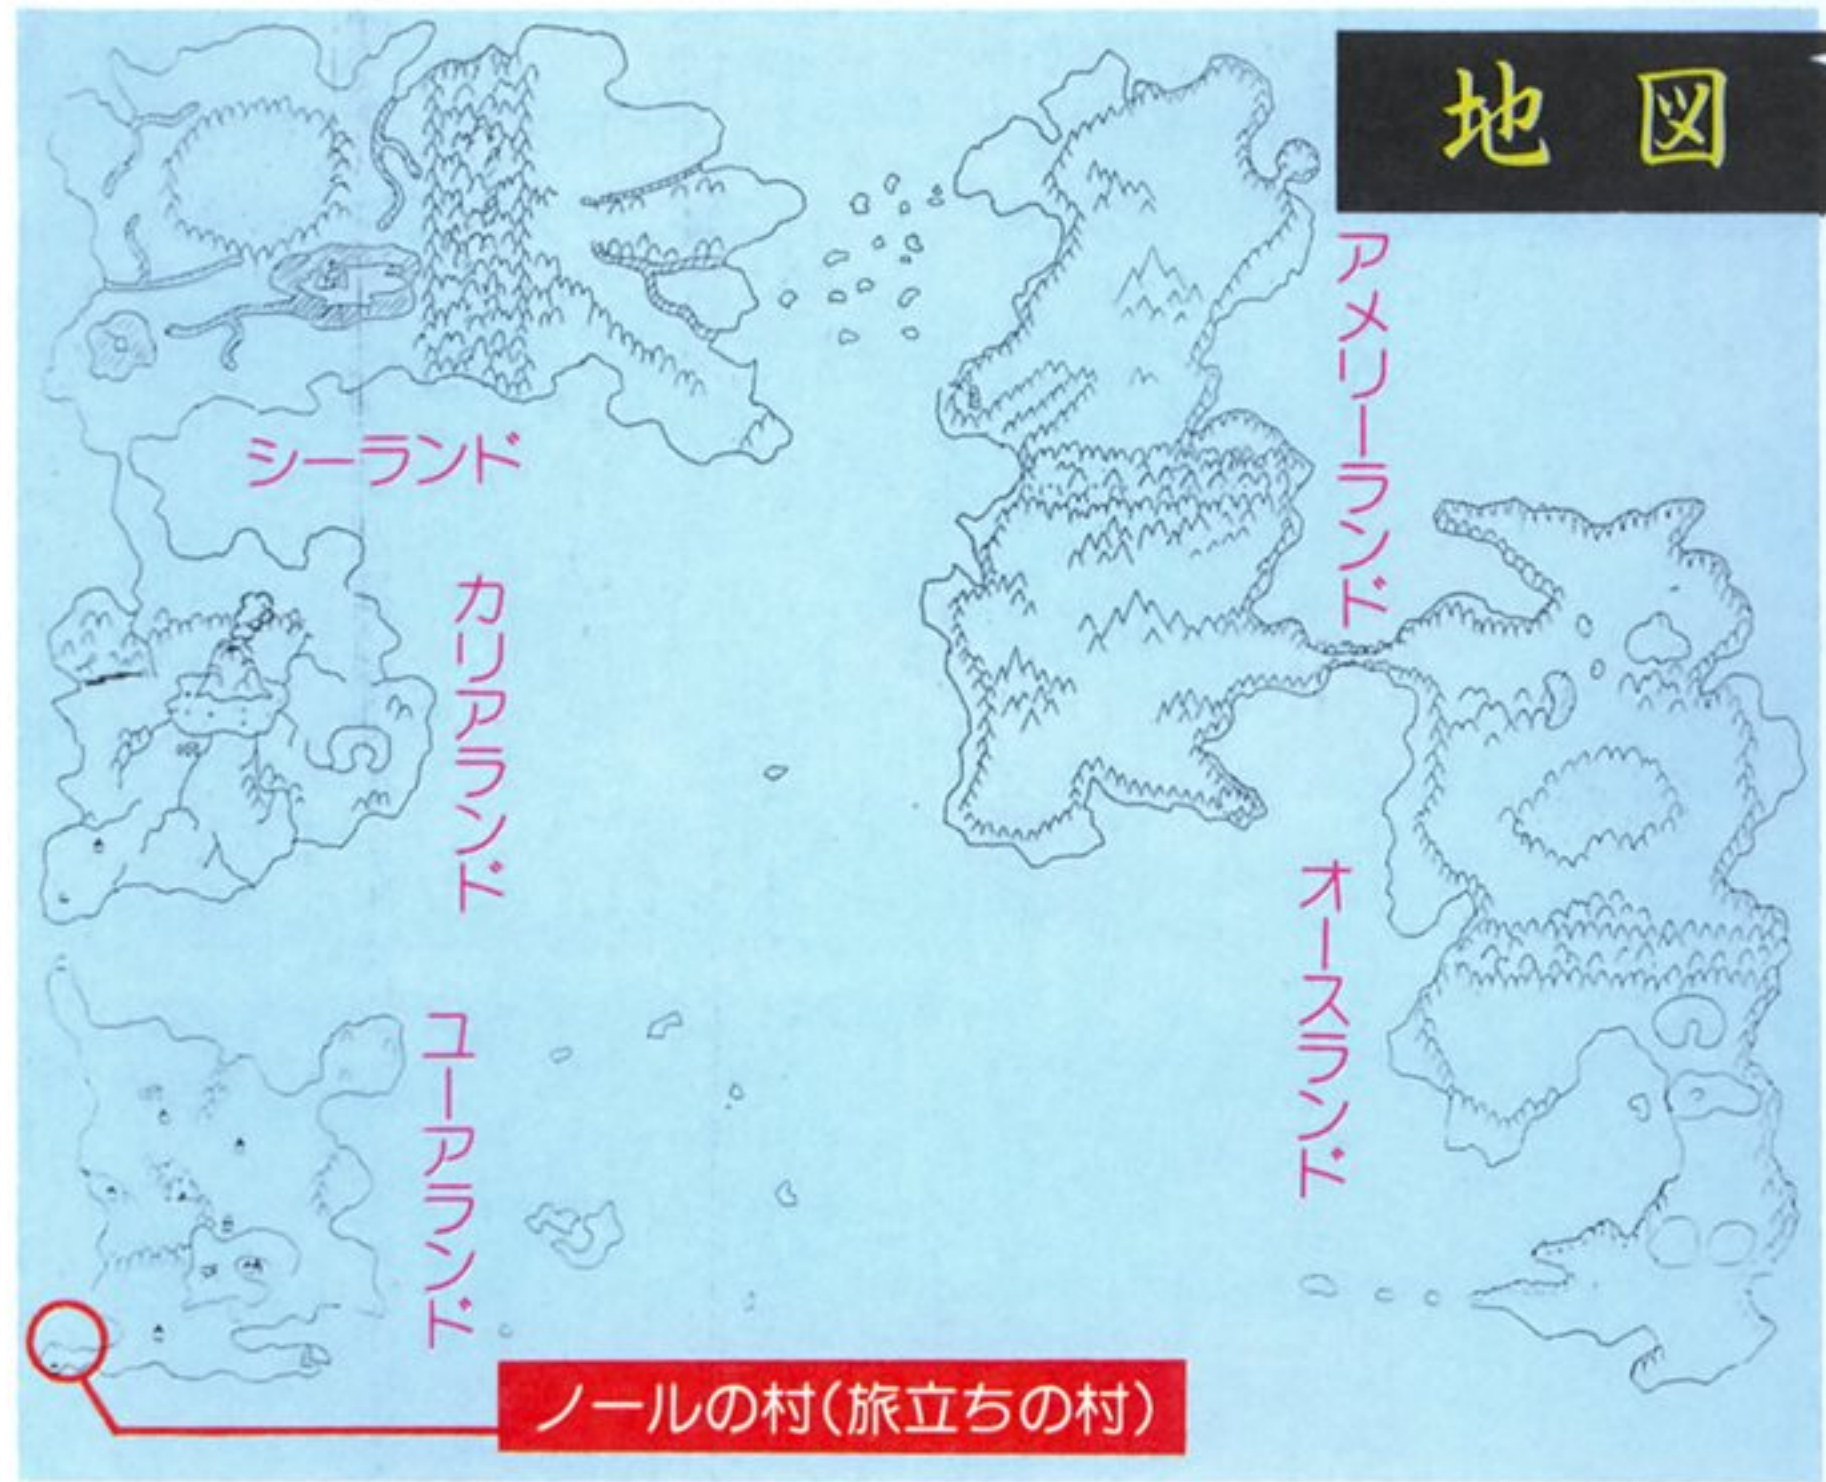 地図
アメリーランド
シーランド
カリアランド
オースランド
ユーアランド
ノールの村(旅立ちの村)